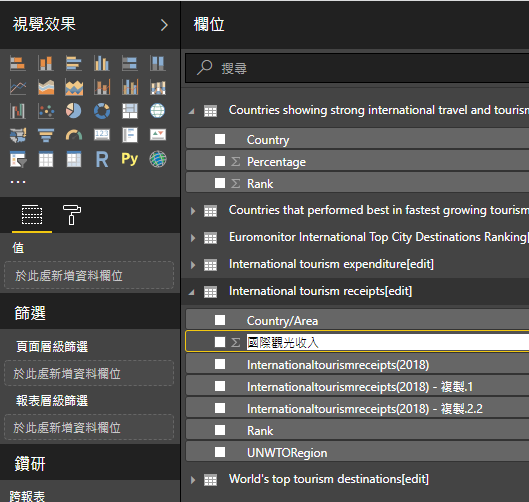 視覺效果
R
Py
值
於此處新增資料欄位
篩選
頁面層級篩選
於此處新增資料欄位
報表層級篩選
於此處新增資料欄位
鑽研
跨報表
欄位
搜尋
Countries showing strong international travel and tourism
Country
Σ Percentage
Σ Rank
Countries that performed best in fastest growing tourism
Euromonitor International Top City Destinations Ranking[
International tourism expenditure[edit]
International tourism receipts[edit]
Country/Area
Σ 國際觀光收入
Internationaltourismreceipts(2018)
Internationaltourismreceipts(2018) - 複製.1
Internationaltourismreceipts(2018) - 複製.2.2
Rank
UNWTORegion
World's top tourism destinations[edit]